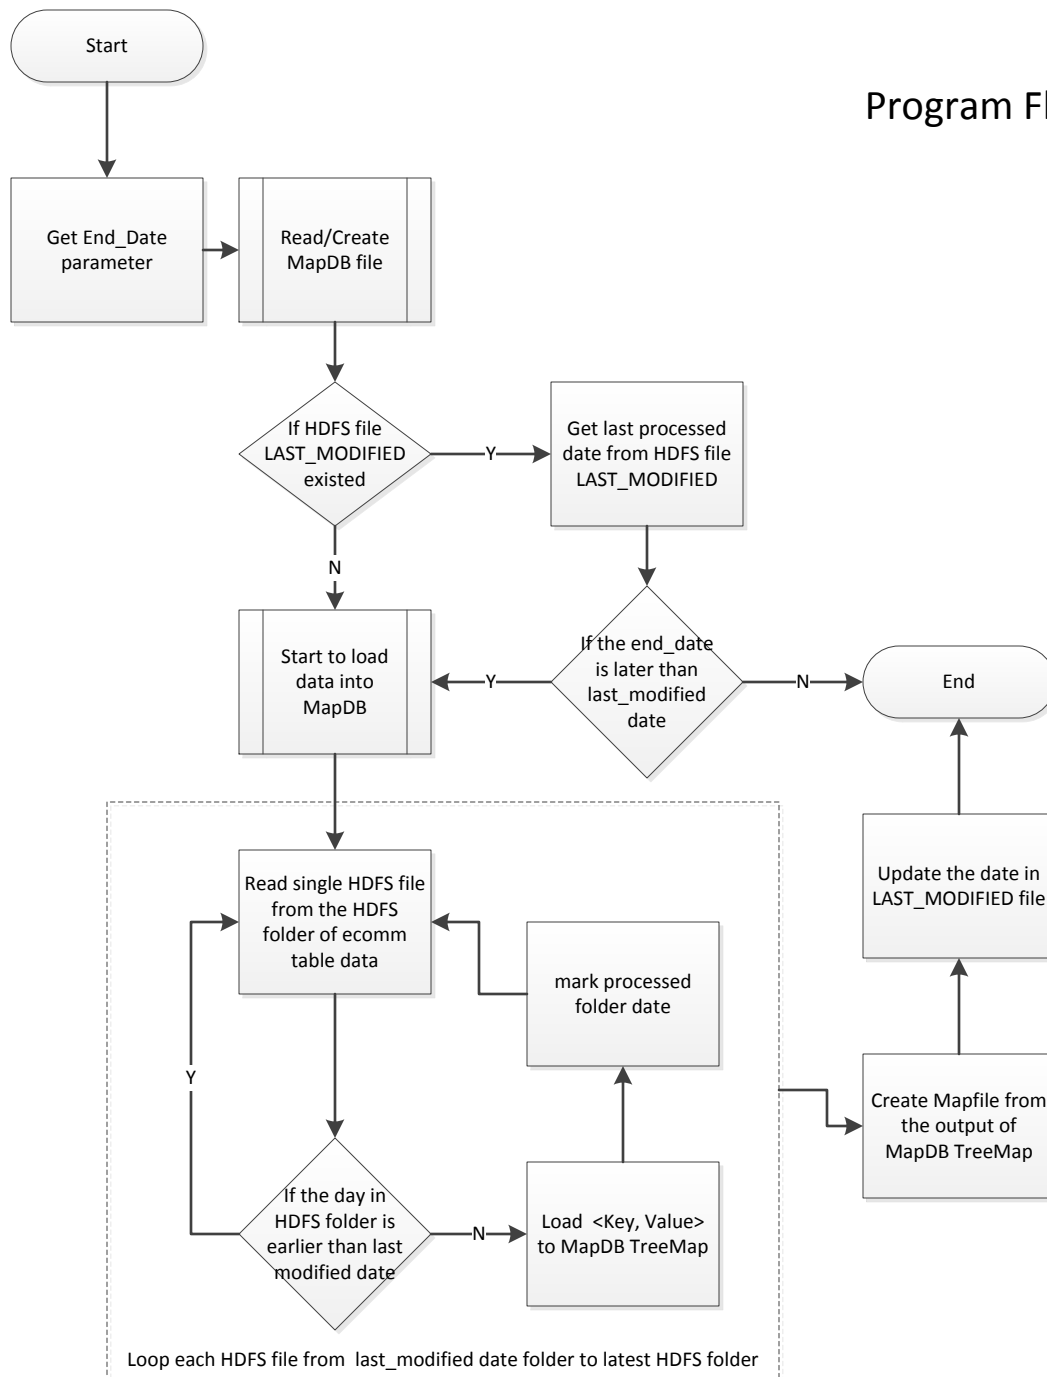 Start
Program Fl
Get End_Date
parameter
Read/Create
MapDB file
If HDFS file
LAST_MODIFIED
existed
Y
Get last processed
date from HDFS file
LAST_MODIFIED
N
Start to load
data into
MapDB
Y
If the end_date
is later than
last_modified
date
N
End
Read single HDFS file
from the HDFS
folder of ecomm
table data
mark processed
folder date
Update the date in
LAST_MODIFIED file
Y
Create Mapfile from
the output of
MapDB TreeMap
If the day in
HDFS folder is
earlier than last
modified date
N
Load <Key, Value>
to MapDB TreeMap
Loop each HDFS file from last_modified date folder to latest HDFS folder